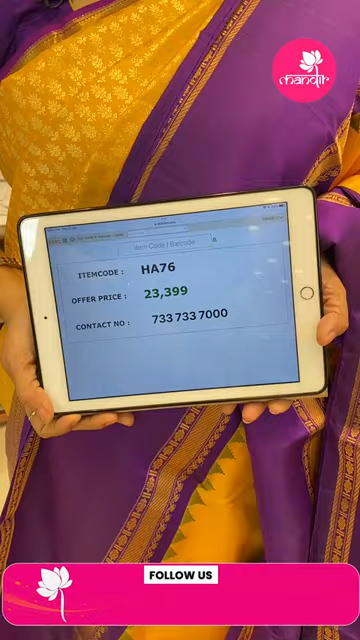 mandir
Item Code | Barcode
ITEMCODE : HA76
OFFER PRICE : 23,399
CONTACT NO : 733 733 7000
FOLLOW US